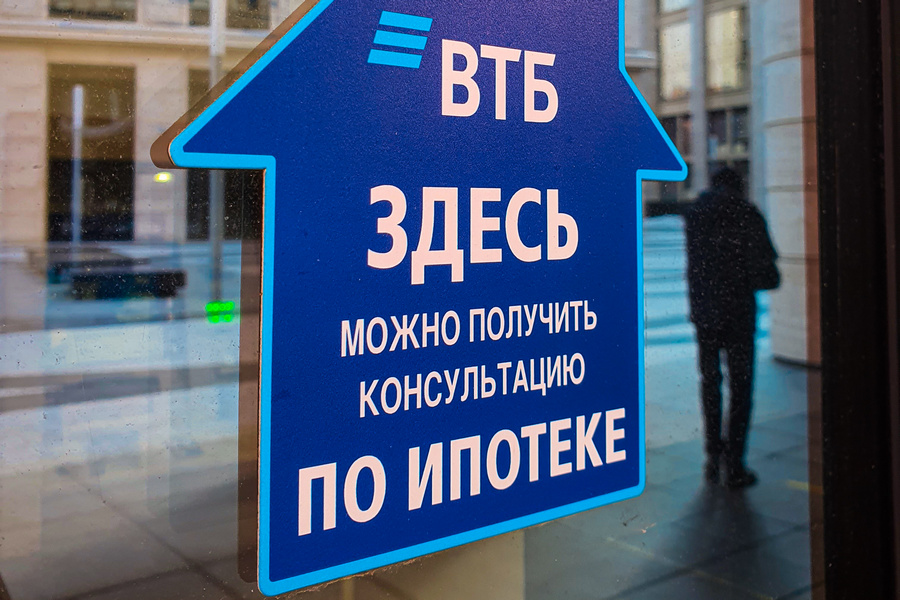 ВТБ
ЗДЕСЬ
МОЖНО ПОЛУЧИТЬ
КОНСУЛЬТАЦИЮ
ПО ИПОТЕКЕ